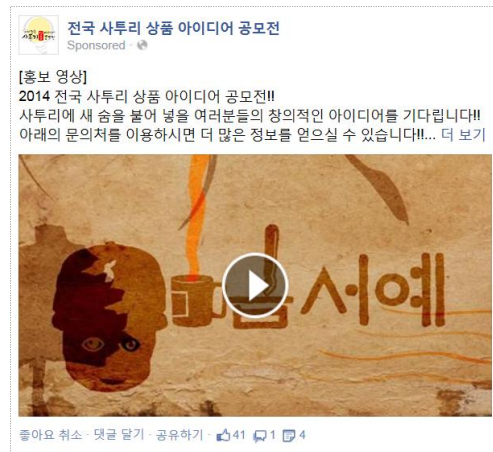 전국 사투리 상품 아이디어 공모전
Sponsored ·
[홍보 영상]
2014 전국 사투리 상품 아이디어 공모전!!
사투리에 새 숨을 불어 넣을 여러분들의 창의적인 아이디어를 기다립니다!!
아래의 문의처를 이용하시면 더 많은 정보를 얻으실 수 있습니다!!... 더 보기
서예
좋아요 취소 · 댓글 달기 · 공유하기 · 41 1 4